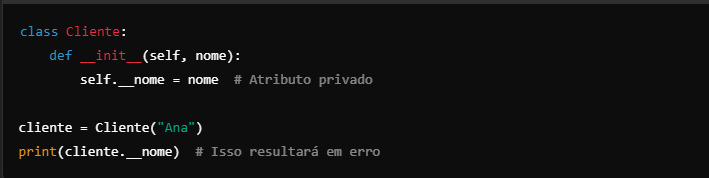 class Cliente:
    def __init__(self, nome):
        self.__nome = nome  # Atributo privado

cliente = Cliente("Ana")
print(cliente.__nome)  # Isso resultará em erro